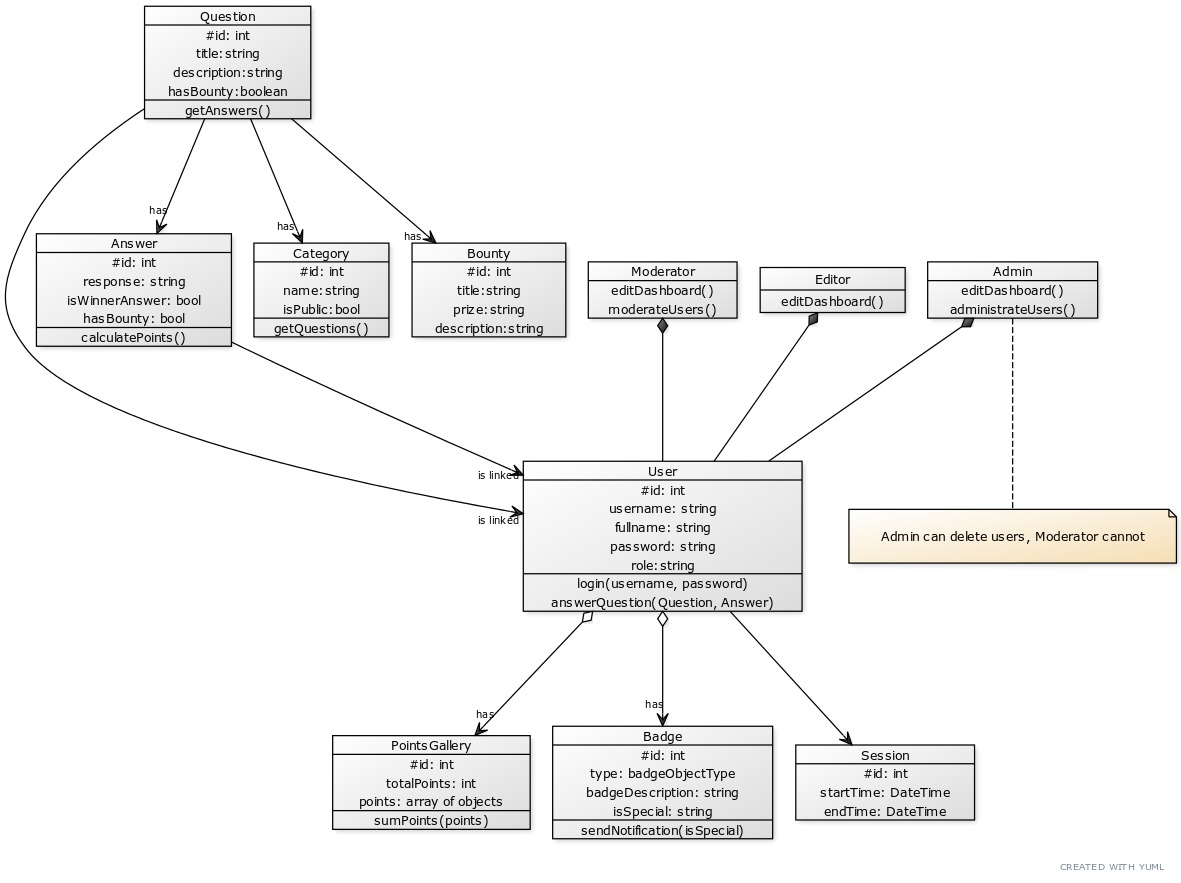 Question
#id: int
title:string
description:string
hasBounty:boolean
getAnswers()
has
has
has
Answer
#id: int
response: string
isWinnerAnswer: bool
hasBounty: bool
calculatePoints()
Category
#id: int
name:string
isPublic:bool
getQuestions()
Bounty
#id: int
title:string
prize:string
description:string
Moderator
editDashboard()
moderateUsers()
Editor
editDashboard()
Admin
editDashboard()
administrateUsers()
is linked
is linked
User
#id: int
username: string
fullname: string
password: string
role:string
login(username, password)
answerQuestion(Question, Answer)
Admin can delete users, Moderator cannot
has
has
PointsGallery
#id: int
totalPoints: int
points: array of objects
sumPoints(points)
Badge
#id: int
type: badgeObjectType
badgeDescription: string
isSpecial: string
sendNotification(isSpecial)
Session
#id: int
startTime: DateTime
endTime: DateTime
CREATED WITH YUML